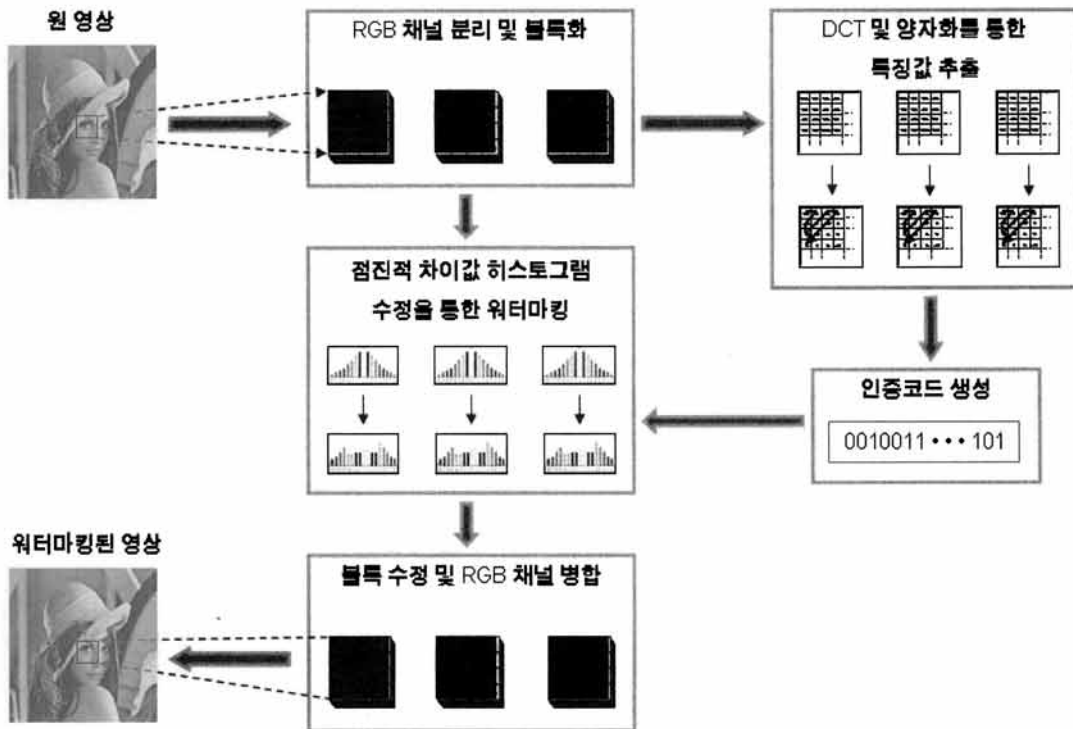 원 영상
RGB 채널 분리 및 블록화
DCT 및 양자화를 통한
특징값 추출
점진적 차이값 히스토그램
수정을 통한 워터마킹
인증코드 생성
0010011 • • • 101
워터마킹된 영상
블록 수정 및 RGB 채널 병합